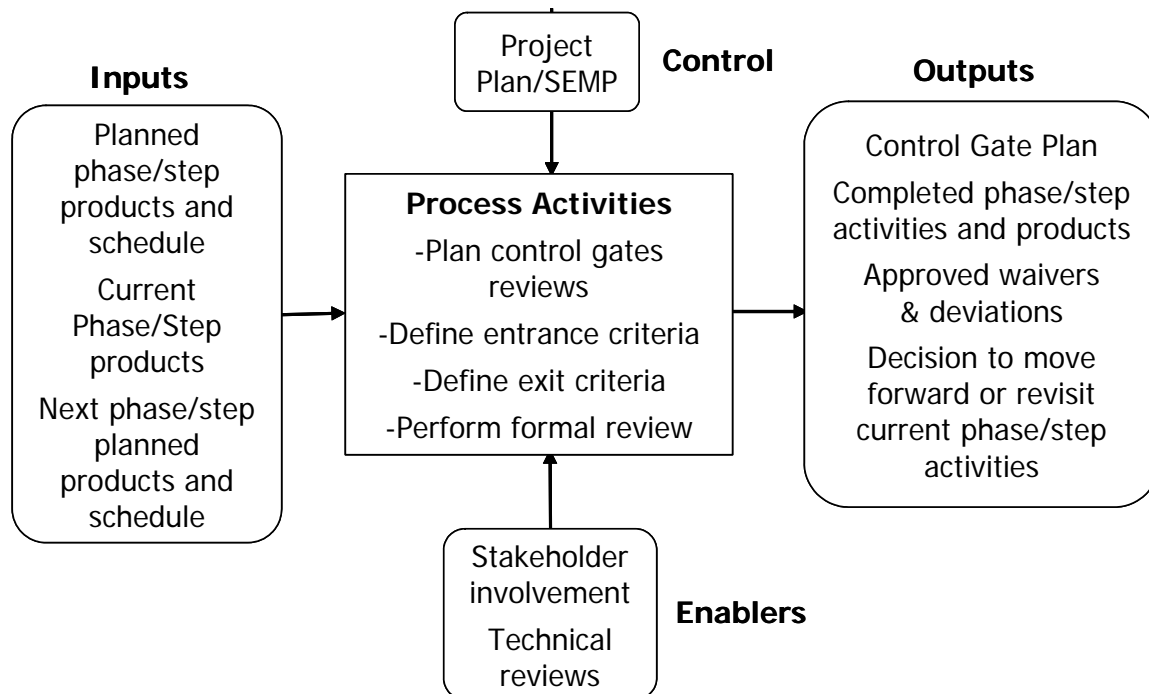 Inputs
Planned
phase/step
products and
schedule
Current
Phase/Step
products
Next phase/step
planned
products and
schedule
Project
Plan/SEMP
Control
Process Activities
-Plan control gates
reviews
-Define entrance criteria
-Define exit criteria
-Perform formal review
Stakeholder
involvement
Technical
reviews
Enablers
Outputs
Control Gate Plan
Completed phase/step
activities and products
Approved waivers
& deviations
Decision to move
forward or revisit
current phase/step
activities